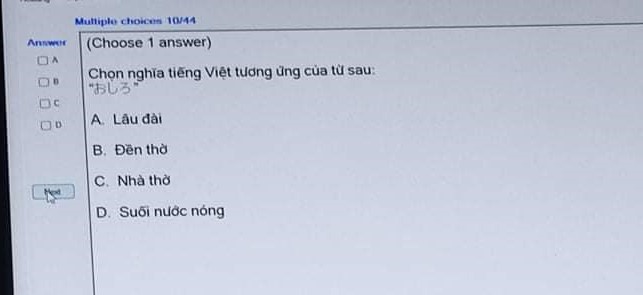 Multiple choices 10/44
Answer
(Choose 1 answer)
A
B
C
D
Chọn nghĩa tiếng Việt tương ứng của từ sau:
"おしろ"
A. Lâu đài
B. Đền thờ
C. Nhà thờ
D. Suối nước nóng
Next